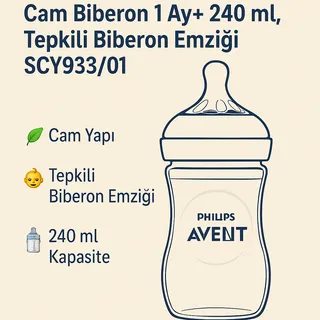 Cam Biberon 1 Ay+ 240 ml,
Tepkili Biberon Emziği
SCY933/01
Cam Yapı
Tepkili
Biberon Emziği
240 ml
Kapasite
PHILIPS
AVENT